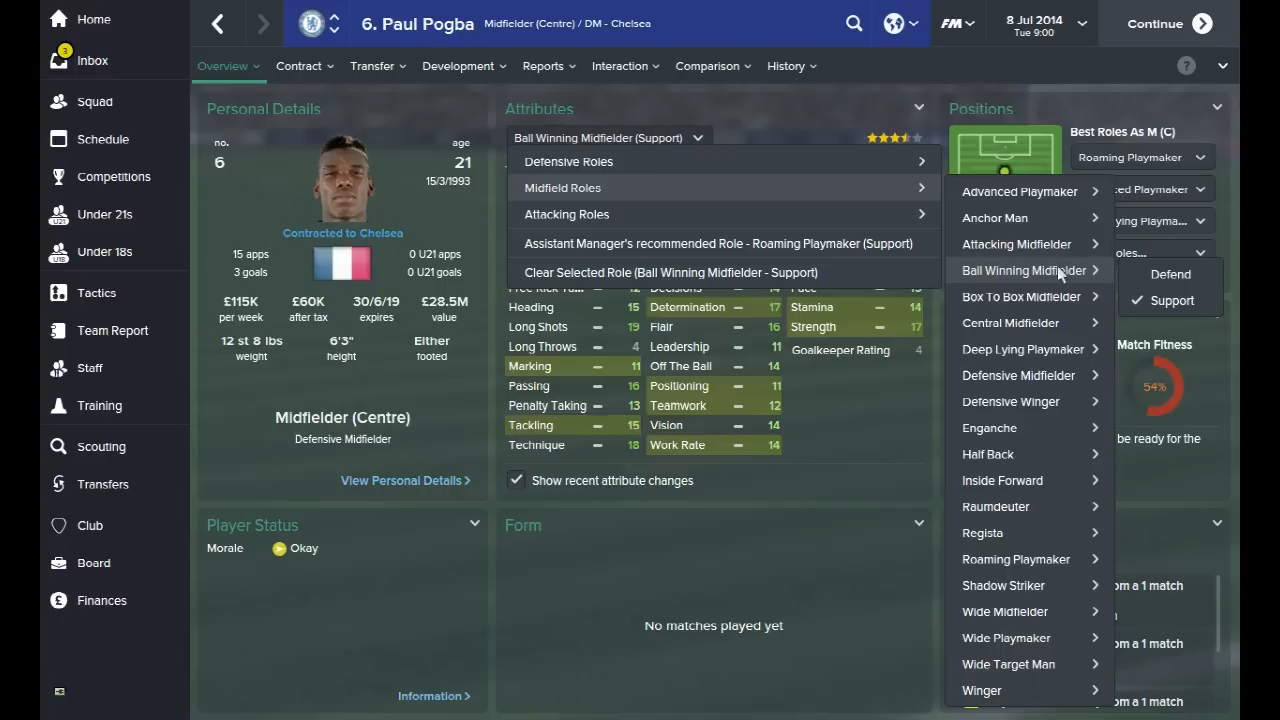 Home
3
Inbox
Squad
Schedule
Competitions
U21
Under 21s
U18
Under 18s
Tactics
Team Report
Staff
Training
Scouting
Transfers
Club
Board
£
Finances
6. Paul Pogba
Midfielder (Centre) / DM - Chelsea
FM
8 Jul 2014
Tue 9:00
Continue
Overview
Contract
Transfer
Development
Reports
Interaction
Comparison
History
?
Personal Details
no.
6
age
21
15/3/1993
Contracted to Chelsea
15 apps
3 goals
0 U21 apps
0 U21 goals
£115K
per week
£60K
after tax
30/6/19
expires
£28.5M
value
12 st 8 lbs
weight
6'3"
height
Either
footed
Midfielder (Centre)
Defensive Midfielder
View Personal Details >
Attributes
Ball Winning Midfielder (Support)
Defensive Roles
Midfield Roles
Attacking Roles
Assistant Manager's recommended Role - Roaming Playmaker (Support)
Clear Selected Role (Ball Winning Midfielder - Support)
Heading 15
Determination 17
Stamina 14
Long Shots 19
Flair 16
Strength 17
Long Throws 4
Leadership 11
Goalkeeper Rating 4
Marking 11
Off The Ball 14
Passing 16
Positioning 11
Penalty Taking 13
Teamwork 12
Tackling 15
Vision 14
Technique 18
Work Rate 14
Show recent attribute changes
Positions
Best Roles As M (C)
Roaming Playmaker
ced Playmaker
ying Playma...
oles...
Advanced Playmaker
Anchor Man
Attacking Midfielder
Ball Winning Midfielder
Box To Box Midfielder
Central Midfielder
Deep Lying Playmaker
Defensive Midfielder
Defensive Winger
Enganche
Half Back
Inside Forward
Raumdeuter
Regista
Roaming Playmaker
Shadow Striker
Wide Midfielder
Wide Playmaker
Wide Target Man
Winger
Defend
Support
Match Fitness
54%
be ready for the
om a 1 match
om a 1 match
om a 1 match
Player Status
Morale
Okay
Information >
Form
No matches played yet